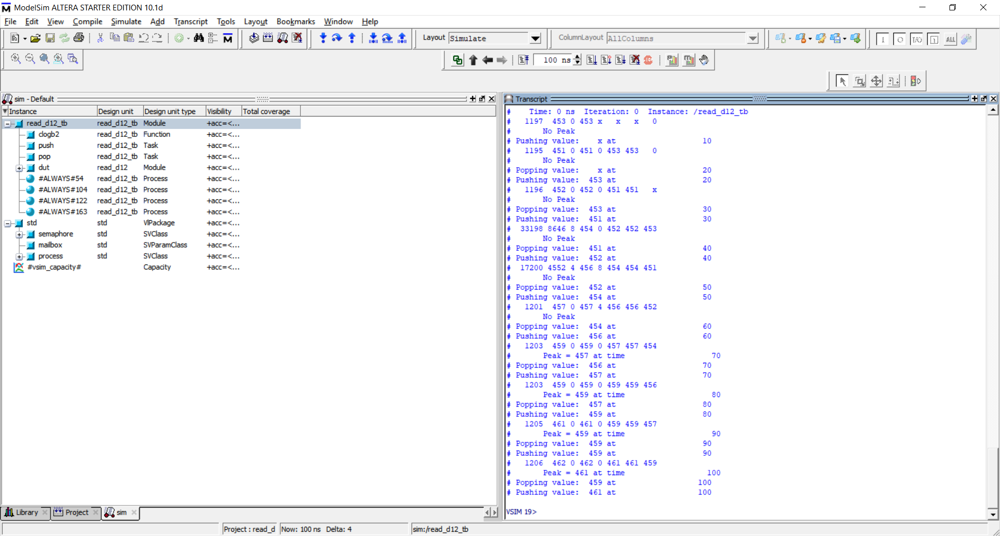 ModelSim ALTERA STARTER EDITION 10.1d
File Edit View Compile Simulate Add Transcript Tools Layout Bookmarks Window Help
Layout Simulate ColumnLayout AllColumns
100 ns
sim - Default
Instance Design unit Design unit type Visibility Total coverage
read_d12_tb read_d12_tb Module +acc=<...
clogb2 read_d12_tb Function +acc=<...
push read_d12_tb Task +acc=<...
pop read_d12_tb Task +acc=<...
dut read_d12 Module +acc=<...
#ALWAYS#54 read_d12_tb Process +acc=<...
#ALWAYS#104 read_d12_tb Process +acc=<...
#ALWAYS#122 read_d12_tb Process +acc=<...
#ALWAYS#163 read_d12_tb Process +acc=<...
std std VlPackage +acc=<...
semaphore std SVClass +acc=<...
mailbox std SVParamClass +acc=<...
process std SVClass +acc=<...
#vsim_capacity# Capacity +acc=<...
Transcript
# Time: 0 ns Iteration: 0 Instance: /read_d12_tb
# 1197 453 0 453 x x x 0
# No Peak
# Pushing value: x at 10
# 1195 451 0 451 0 453 453 0
# No Peak
# Popping value: x at 20
# Pushing value: 453 at 20
# 1196 452 0 452 0 451 451 x
# No Peak
# Popping value: 453 at 30
# Pushing value: 451 at 30
# 33198 8646 8 454 0 452 452 453
# No Peak
# Popping value: 451 at 40
# Pushing value: 452 at 40
# 17200 4552 4 456 8 454 454 451
# No Peak
# Popping value: 452 at 50
# Pushing value: 454 at 50
# 1201 457 0 457 4 456 456 452
# No Peak
# Popping value: 454 at 60
# Pushing value: 456 at 60
# 1203 459 0 459 0 457 457 454
# Peak = 457 at time 70
# Popping value: 456 at 70
# Pushing value: 457 at 70
# 1203 459 0 459 0 459 459 456
# Peak = 459 at time 80
# Popping value: 457 at 80
# Pushing value: 459 at 80
# 1205 461 0 461 0 459 459 457
# Peak = 459 at time 90
# Popping value: 459 at 90
# Pushing value: 459 at 90
# 1206 462 0 462 0 461 461 459
# Peak = 461 at time 100
# Popping value: 459 at 100
# Pushing value: 461 at 100
VSIM 19>
Library Project sim
Project : read_d Now: 100 ns Delta: 4 sim:/read_d12_tb